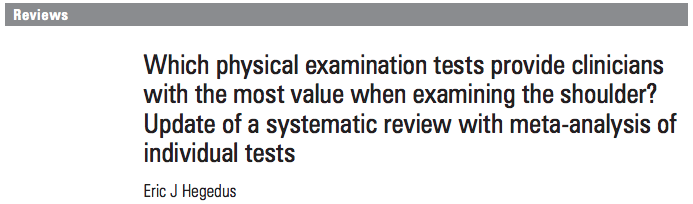 Reviews
Which physical examination tests provide clinicians
with the most value when examining the shoulder?
Update of a systematic review with meta-analysis of
individual tests
Eric J Hegedus